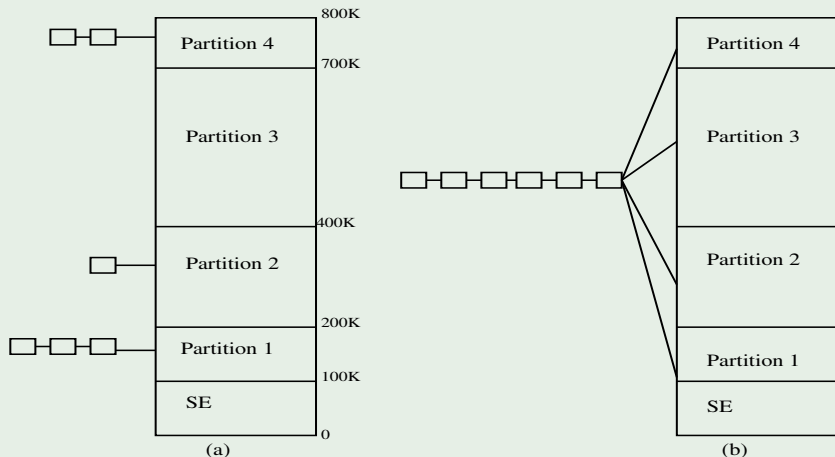 800K
Partition 4
700K
Partition 3
400K
Partition 2
200K
Partition 1
100K
SE
0
(a)
Partition 4
Partition 3
Partition 2
Partition 1
SE
(b)